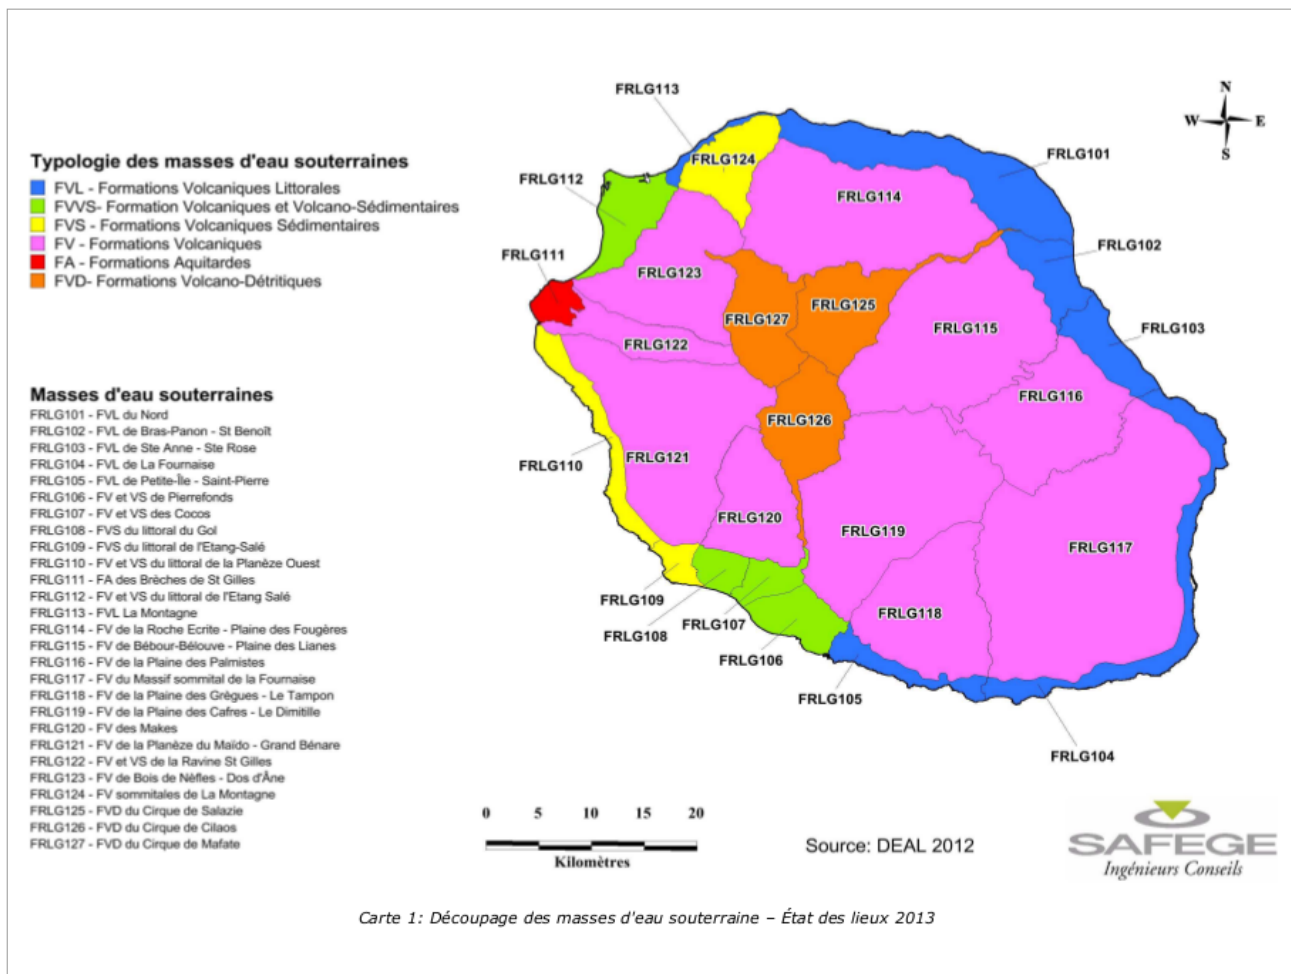 Typologie des masses d'eau souterraines
FVL - Formations Volcaniques Littorales
FVVS- Formation Volcaniques et Volcano-Sédimentaires
FVS - Formations Volcaniques Sédimentaires
FV - Formations Volcaniques
FA - Formations Aquitardes
FVD- Formations Volcano-Détritiques
Masses d'eau souterraines
FRLG101 - FVL du Nord
FRLG102 - FVL de Bras-Panon - St Benoît
FRLG103 - FVL de Ste Anne - Ste Rose
FRLG104 - FVL de La Fournaise
FRLG105 - FVL de Petite-Île - Saint-Pierre
FRLG106 - FV et VS de Pierrefonds
FRLG107 - FV et VS des Cocos
FRLG108 - FVS du littoral du Gol
FRLG109 - FVS du littoral de l'Etang-Salé
FRLG110 - FV et VS du littoral de la Planèze Ouest
FRLG111 - FA des Brèches de St Gilles
FRLG112 - FV et VS du littoral de l'Etang Salé
FRLG113 - FVL La Montagne
FRLG114 - FV de la Roche Ecrite - Plaine des Fougères
FRLG115 - FV de Bébour-Bélouve - Plaine des Lianes
FRLG116 - FV de la Plaine des Palmistes
FRLG117 - FV du Massif sommital de la Fournaise
FRLG118 - FV de la Plaine des Grègues - Le Tampon
FRLG119 - FV de la Plaine des Cafres - Le Dimitille
FRLG120 - FV des Makes
FRLG121 - FV de la Planèze du Maïdo - Grand Bénare
FRLG122 - FV et VS de la Ravine St Gilles
FRLG123 - FV de Bois de Nèfles - Dos d'Âne
FRLG124 - FV sommitales de La Montagne
FRLG125 - FVD du Cirque de Salazie
FRLG126 - FVD du Cirque de Cilaos
FRLG127 - FVD du Cirque de Mafate
FRLG113
N
W E
S
FRLG101
FRLG124
FRLG112
FRLG114
FRLG102
FRLG111
FRLG123
FRLG125
FRLG127
FRLG115
FRLG103
FRLG122
FRLG116
FRLG126
FRLG121
FRLG110
FRLG120
FRLG119
FRLG117
FRLG109
FRLG118
FRLG107
FRLG108
FRLG106
FRLG105
FRLG104
0 5 10 15 20
Kilomètres
Source: DEAL 2012
SAFEGE
Ingénieurs Conseils
Carte 1: Découpage des masses d'eau souterraine – État des lieux 2013